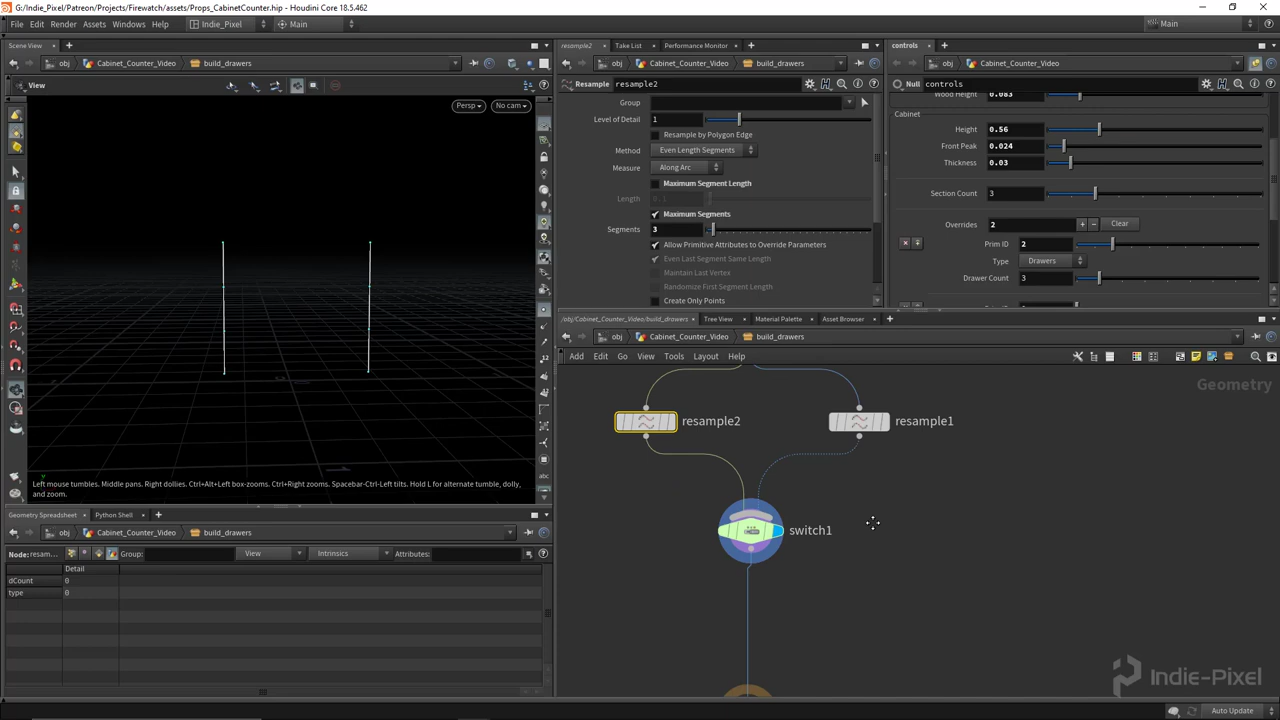 G:/Indie_Pixel/Patreon/Projects/Firewatch/assets/Props_CabinetCounter.hip - Houdini Core 18.5.462
File Edit Render Assets Windows Help Indie_Pixel Main Main
Scene View
obj Cabinet_Counter_Video build_drawers
View
Persp No cam
Left mouse tumbles. Middle pans. Right dollies. Ctrl+Alt+Left box-zooms. Ctrl+Right zooms. Spacebar-Ctrl-Left tilts. Hold L for alternate tumble, dolly,
and zoom.
Geometry Spreadsheet Python Shell
obj Cabinet_Counter_Video build_drawers
Node: resam... Group: View Intrinsics Attributes:
Detail
dCount 0
type 0
resample2 Take List Performance Monitor
obj Cabinet_Counter_Video build_drawers
Resample resample2
Group
Level of Detail 1
Resample by Polygon Edge
Method Even Length Segments
Measure Along Arc
Maximum Segment Length
Length 0.1
Maximum Segments
Segments 3
Allow Primitive Attributes to Override Parameters
Even Last Segment Same Length
Maintain Last Vertex
Randomize First Segment Length
Create Only Points
controls
obj Cabinet_Counter_Video
Null controls
Wood Height 0.083
Cabinet
Height 0.56
Front Peak 0.024
Thickness 0.03
Section Count 3
Overrides 2 Clear
Prim ID 2
Type Drawers
Drawer Count 3
/obj/Cabinet_Counter_Video/build_drawers Tree View Material Palette Asset Browser
obj Cabinet_Counter_Video build_drawers
Add Edit Go View Tools Layout Help
Geometry
resample2
resample1
switch1
Indie-Pixel
Auto Update